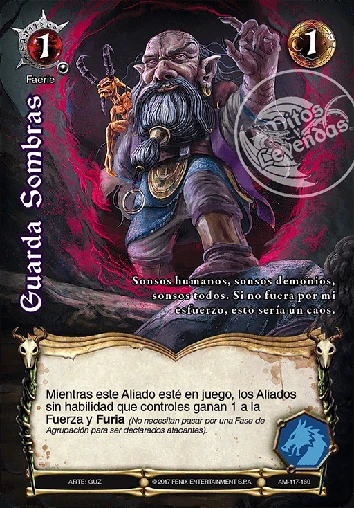 1
1
Faerie
Guarda Sombras
Mitos
y
Leyendas
Sonsos humanos, sonsos demonios,
sonsos todos. Si no fuera por mi
esfuerzo, esto sería un caos.
Mientras este Aliado esté en juego, los Aliados
sin habilidad que controles ganan 1 a la
Fuerza y Furia (No necesitan pasar por una Fase de
Agrupación para ser declarados atacantes).
ARTE: GUZ
©2017 FENIX ENTERTAINMENT S.P.A.